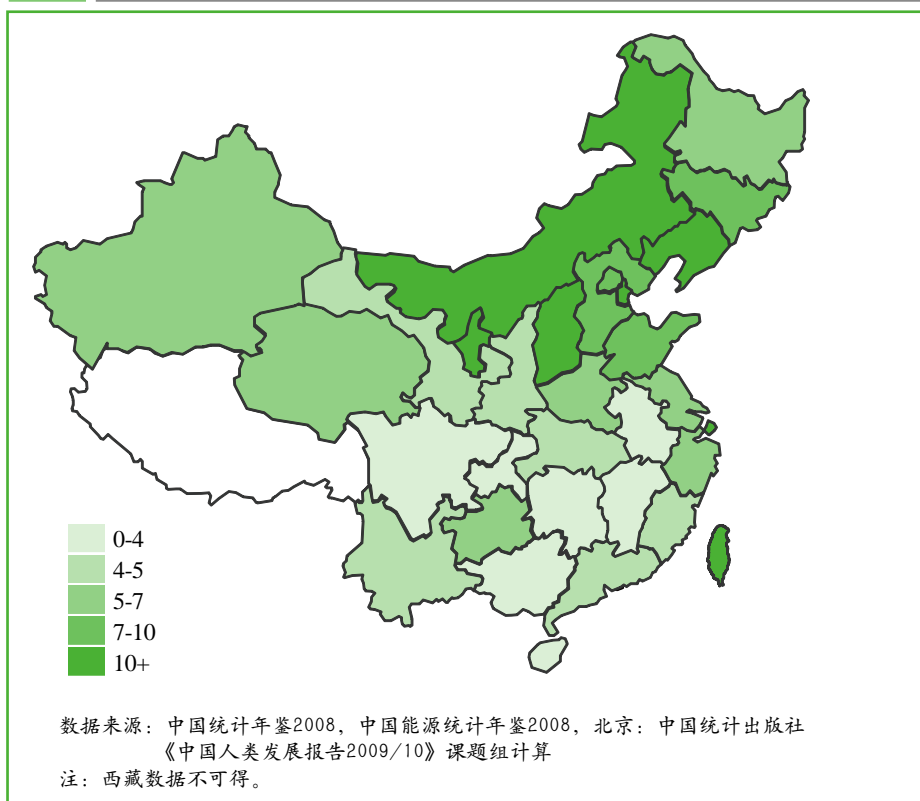 0-4
4-5
5-7
7-10
10+
数据来源：中国统计年鉴2008，中国能源统计年鉴2008，北京：中国统计出版社
《中国人类发展报告2009/10》课题组计算
注：西藏数据不可得。